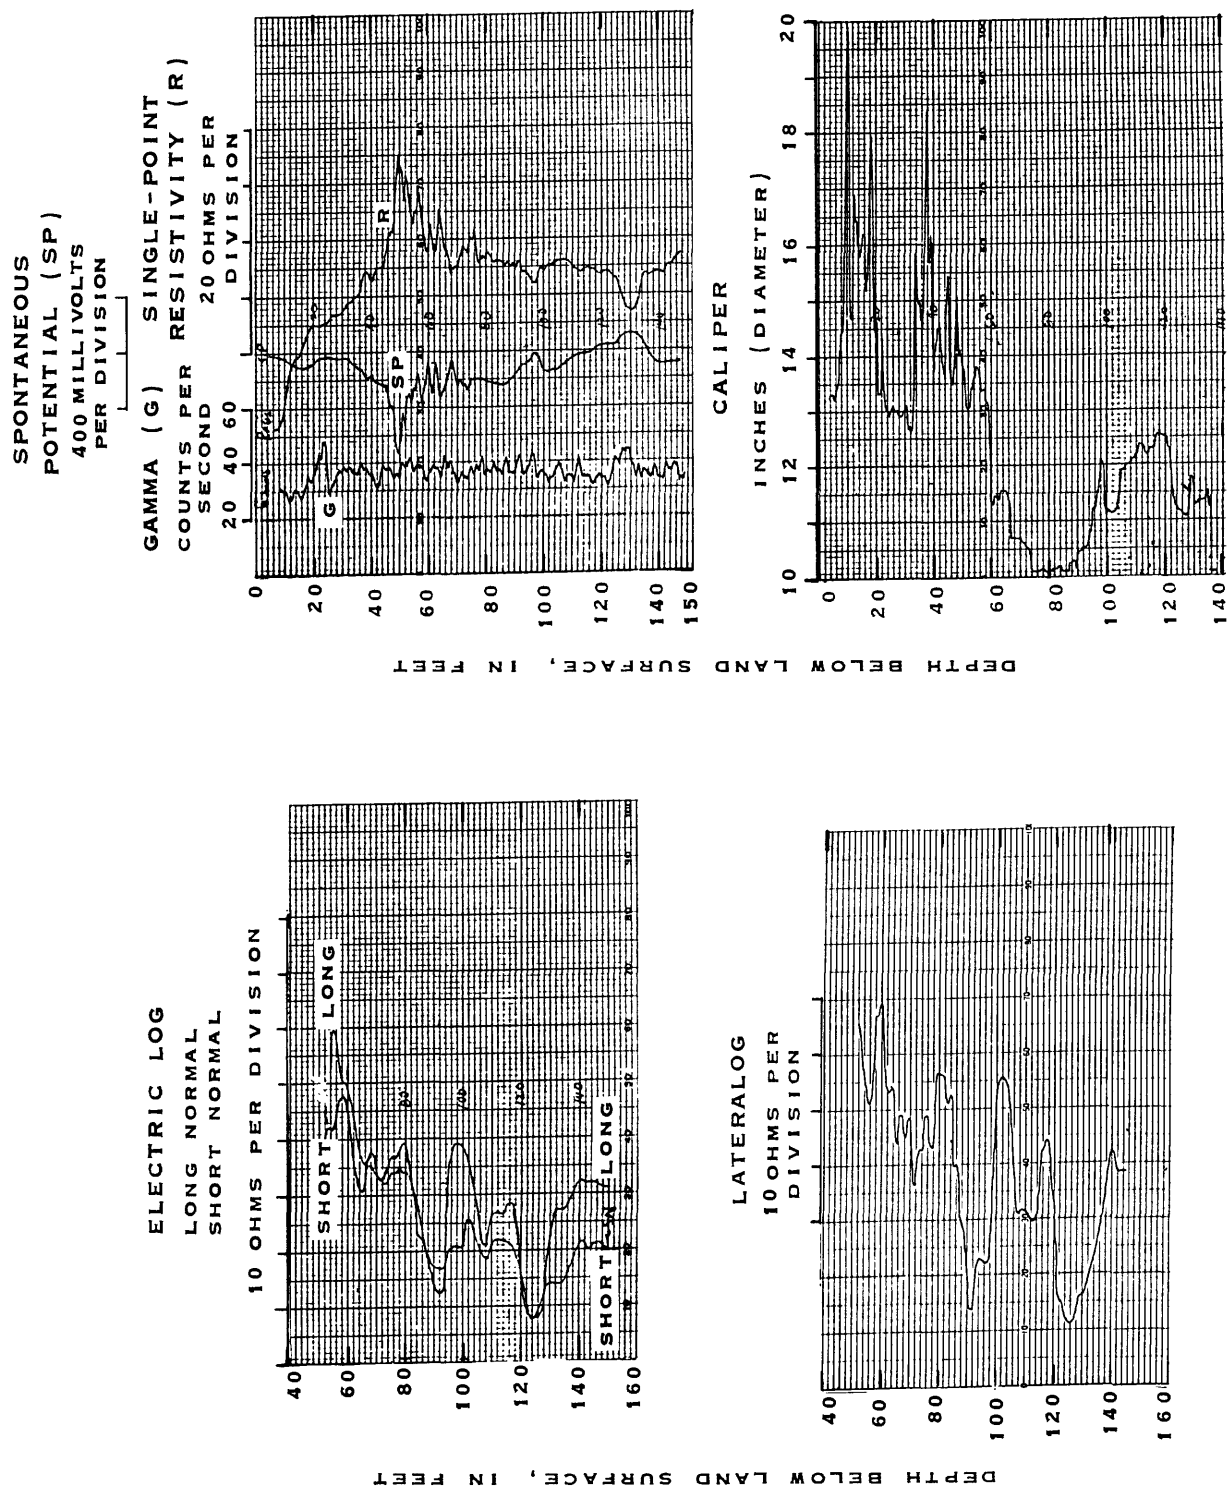 SPONTANEOUS
POTENTIAL (SP)
400 MILLIVOLTS
PER DIVISION
GAMMA (G)
COUNTS PER
SECOND
SINGLE-POINT
RESISTIVITY (R)
20 OHMS PER
DIVISION
20 40 60
R
SP
G
0
20
40
60
80
100
120
140
150
DEPTH BELOW LAND SURFACE, IN FEET
CALIPER
INCHES (DIAMETER)
10 12 14 16 18 20
0
20
40
60
80
100
120
140
ELECTRIC LOG
LONG NORMAL
SHORT NORMAL
10 OHMS PER DIVISION
SHORT
LONG
SHORT
LONG
40
60
80
100
120
140
160
DEPTH BELOW LAND SURFACE, IN FEET
LATERALOG
10 OHMS PER
DIVISION
40
60
80
100
120
140
160